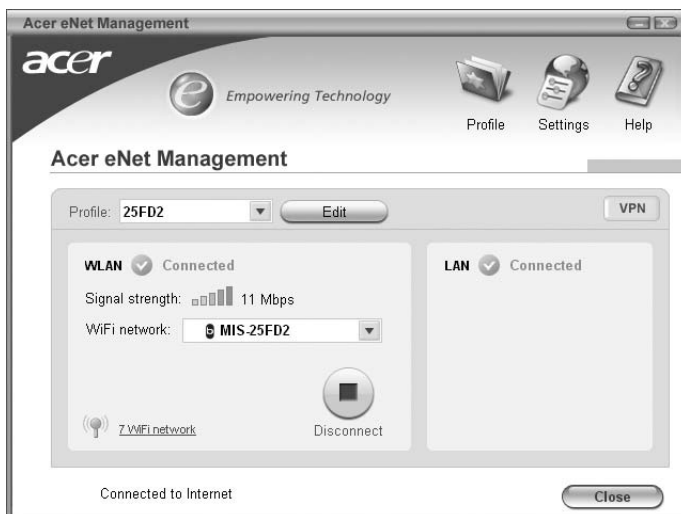 Acer eNet Management
acer
e Empowering Technology
Profile Settings Help
Acer eNet Management
Profile: 25FD2 Edit VPN
WLAN Connected
Signal strength: 11 Mbps
WiFi network: b MIS-25FD2
7 WiFi network
Disconnect
LAN Connected
Connected to Internet
Close